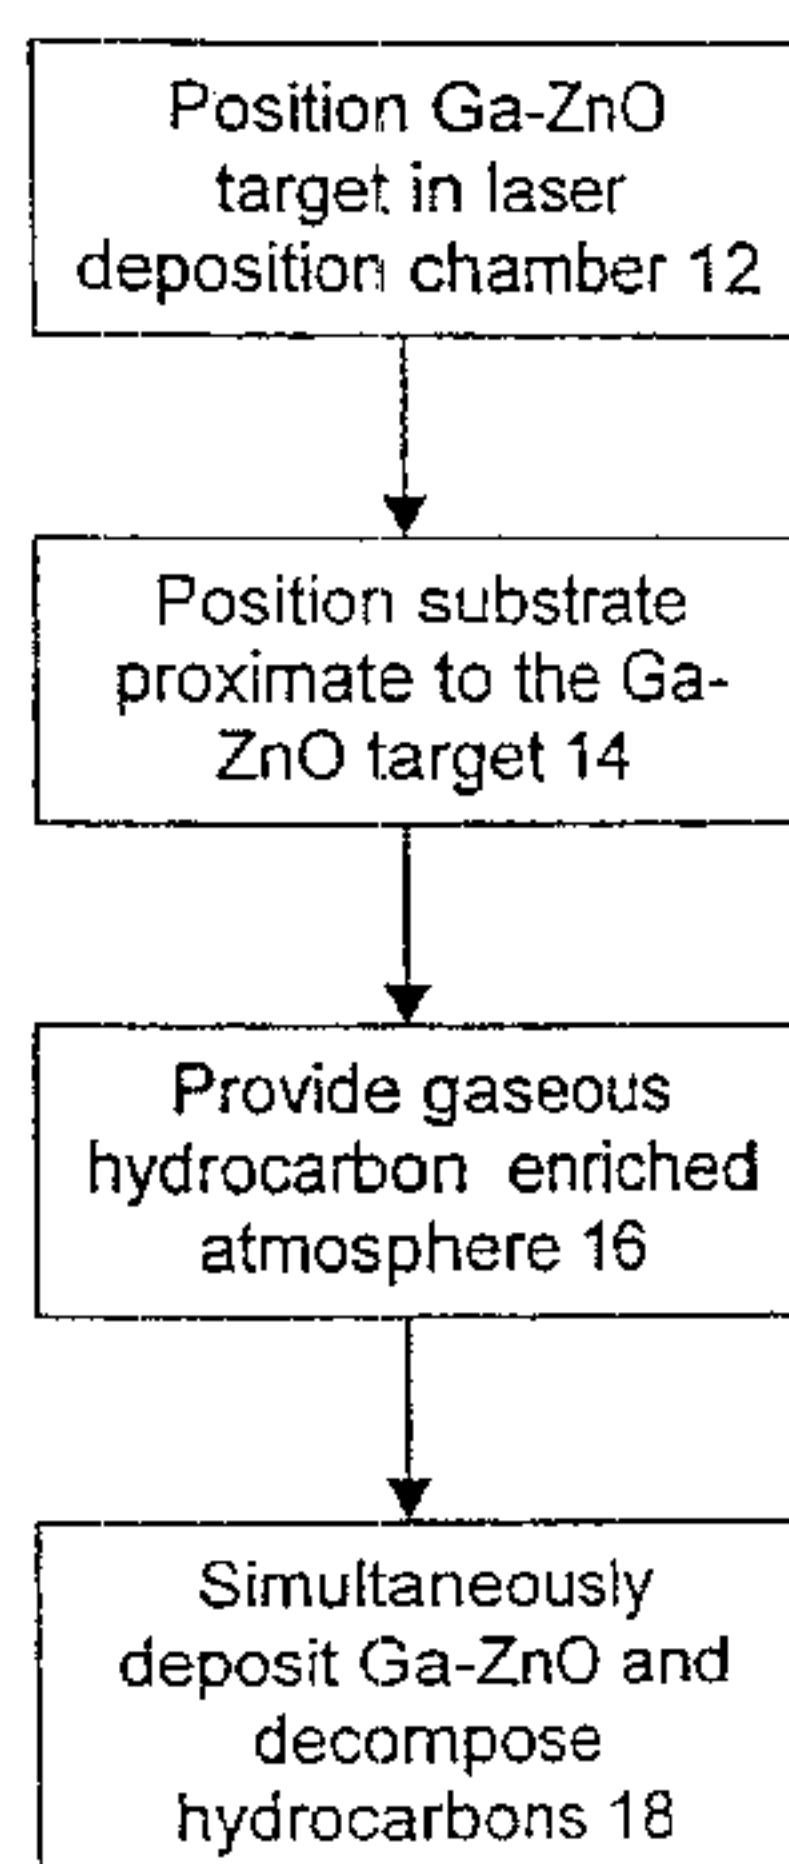 Position Ga-ZnO
target in laser
deposition chamber 12
Position substrate
proximate to the Ga-
ZnO target 14
Provide gaseous
hydrocarbon enriched
atmosphere 16
Simultaneously
deposit Ga-ZnO and
decompose
hydrocarbons 18